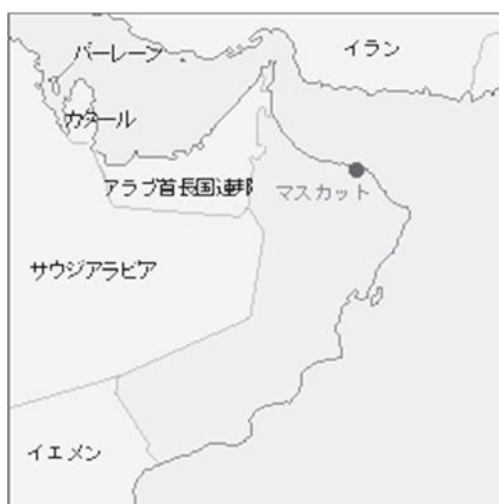 バーレーン
イラン
カタール
アラブ首長国連邦
マスカット
サウジアラビア
イエメン